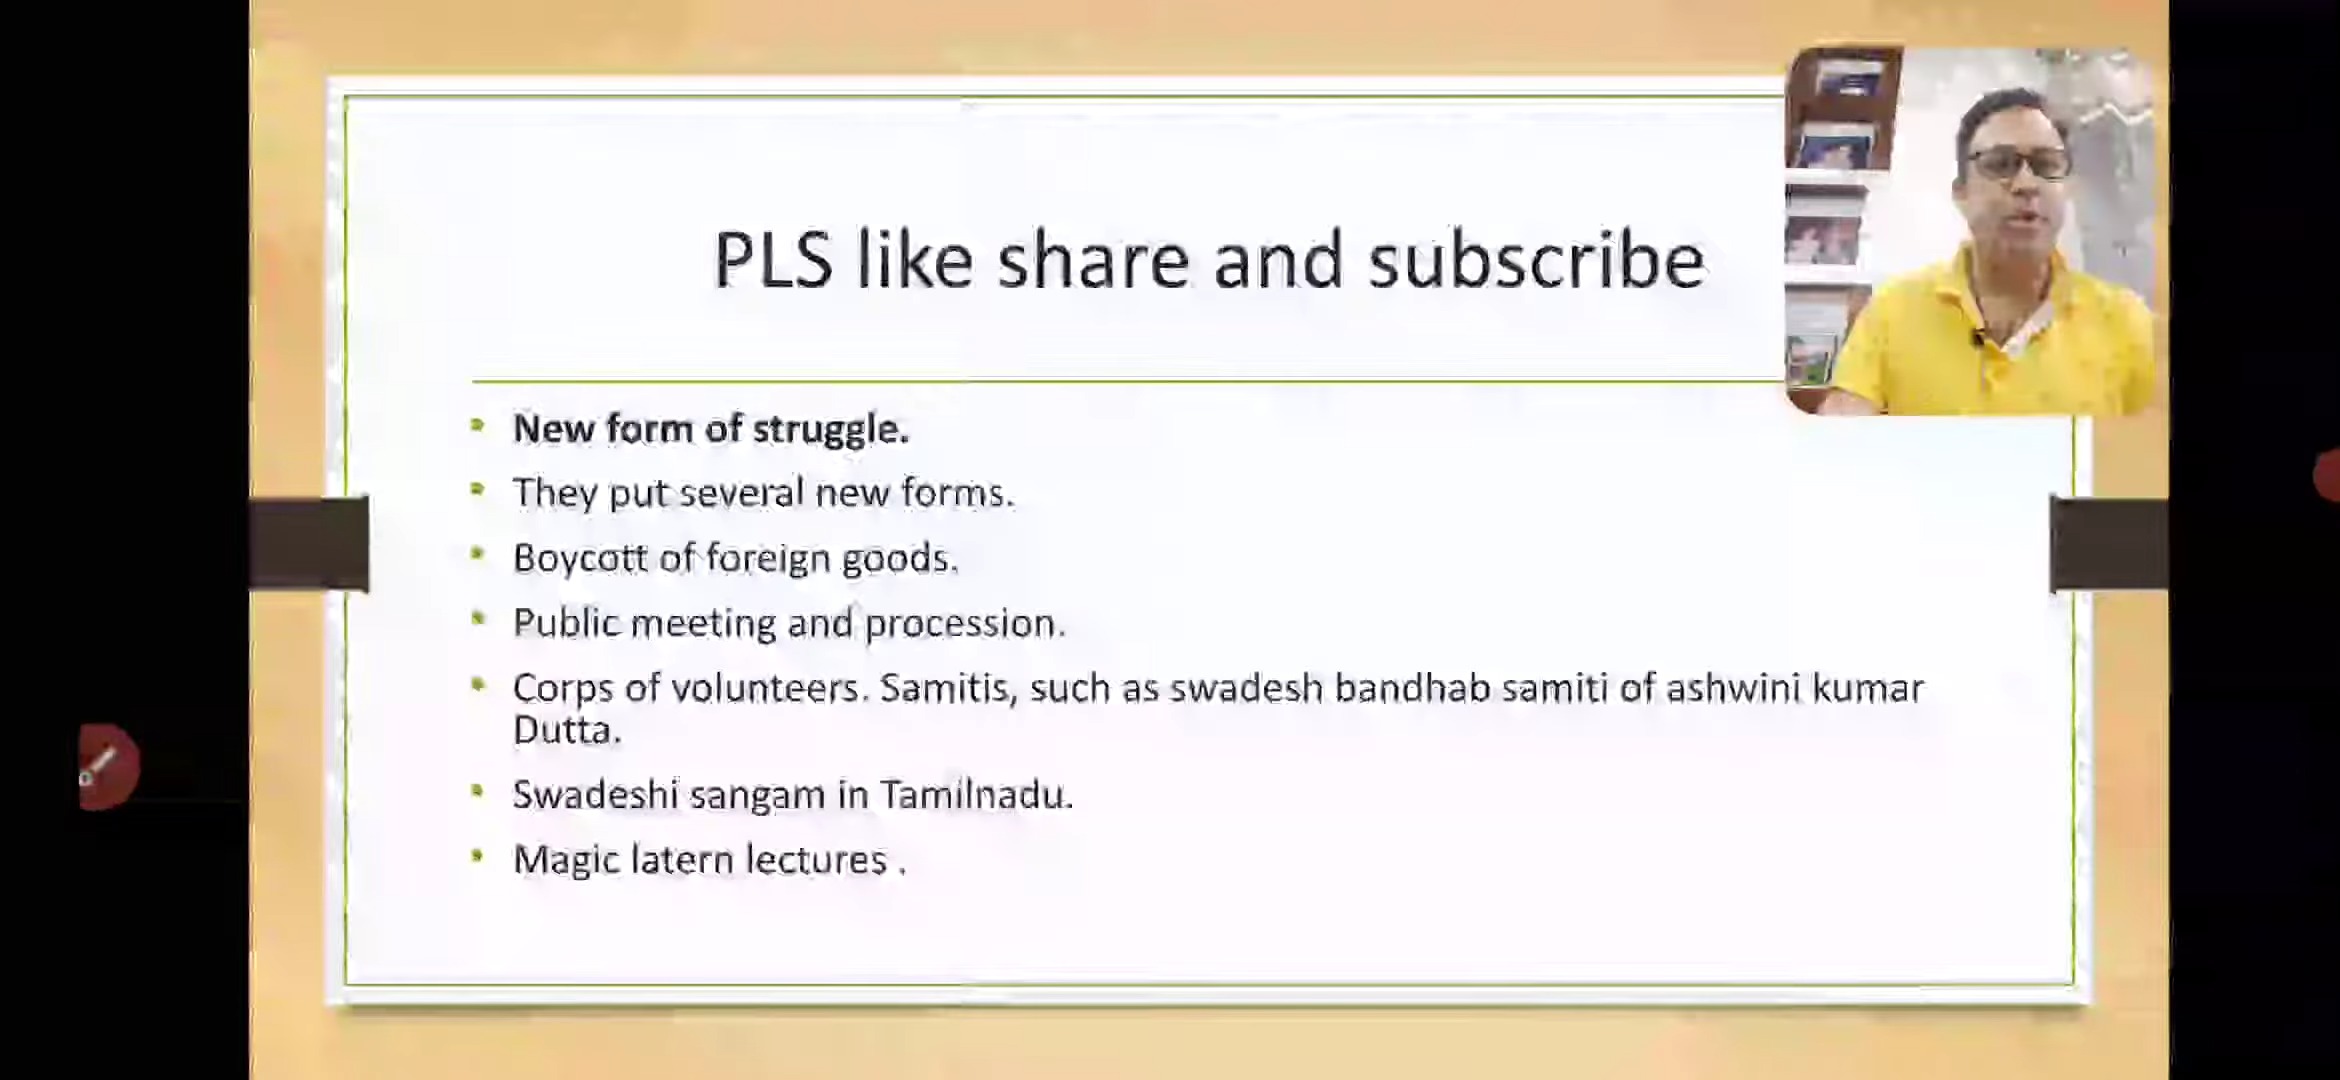 PLS like share and subscribe
New form of struggle.
They put several new forms.
Boycott of foreign goods.
Public meeting and procession.
Corps of volunteers. Samitis, such as swadesh bandhab samiti of ashwini kumar
Dutta.
Swadeshi sangam in Tamilnadu.
Magic latern lectures .